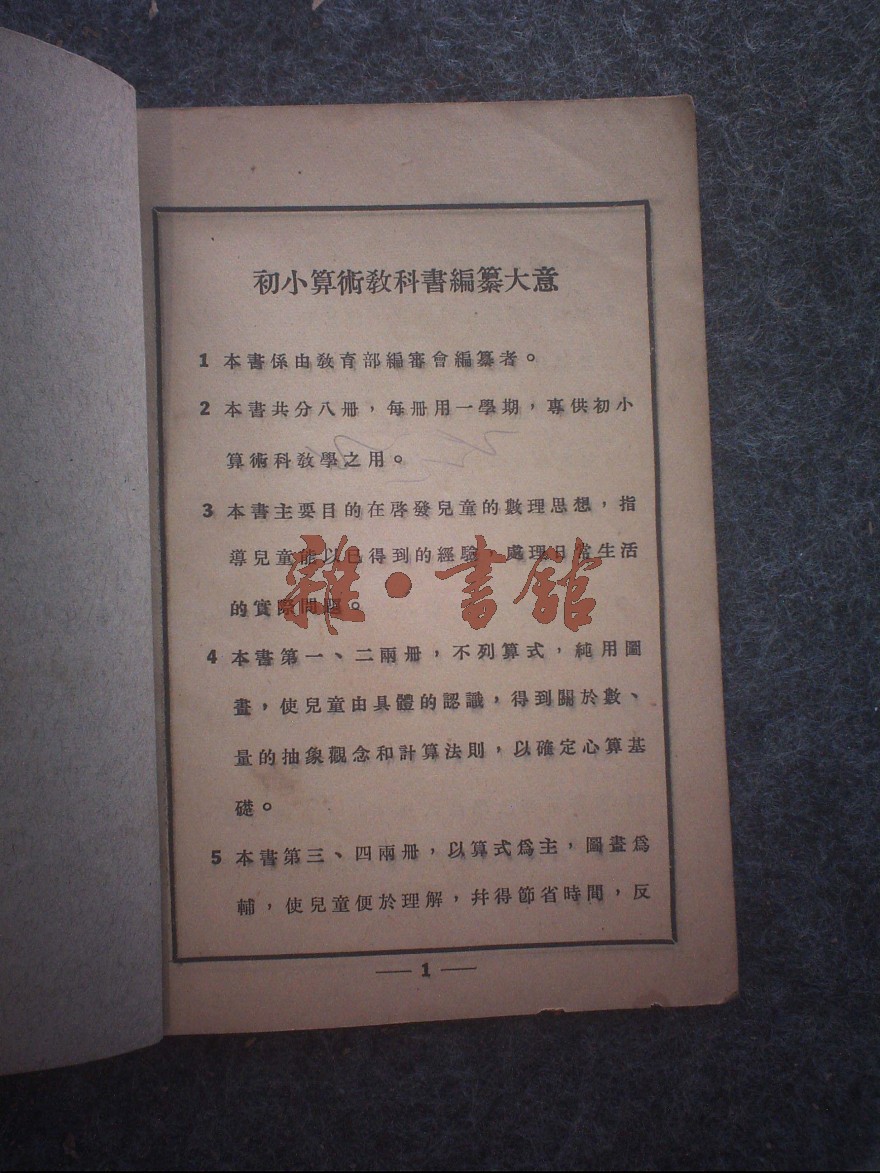 初小算術教科書編纂大意
1 本書係由教育部編審會編纂者。
2 本書共分八冊，每冊用一學期，專供初小
算術科教學之用。
3 本書主要目的在啓發兒童的數理思想，指
導兒童能以已得到的經驗，處理日常生活
的實際問題。
雜·書館
4 本書第一、二兩冊，不列算式，純用圖
畫，使兒童由具體的認識，得到關於數、
量的抽象觀念和計算法則，以確定心算基
礎。
5 本書第三、四兩冊，以算式爲主，圖畫爲
輔，使兒童便於理解，幷得節省時間，反
— 1 —